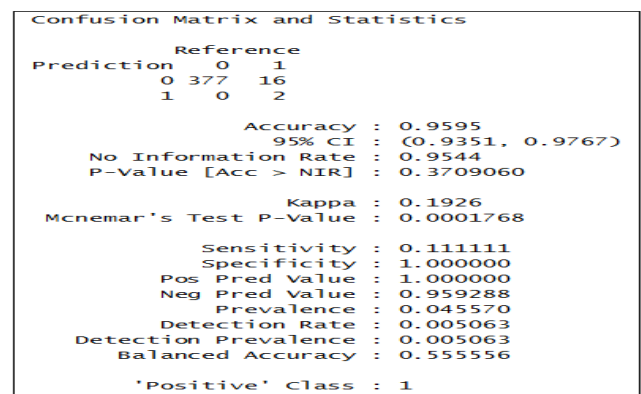 Confusion Matrix and Statistics
Reference
Prediction 0 1
0 377 16
1 0 2
Accuracy : 0.9595
95% CI : (0.9351, 0.9767)
No Information Rate : 0.9544
P-Value [Acc > NIR] : 0.3709060
Kappa : 0.1926
Mcnemar's Test P-Value : 0.0001768
Sensitivity : 0.111111
Specificity : 1.000000
Pos Pred Value : 1.000000
Neg Pred Value : 0.959288
Prevalence : 0.045570
Detection Rate : 0.005063
Detection Prevalence : 0.005063
Balanced Accuracy : 0.555556
'Positive' Class : 1